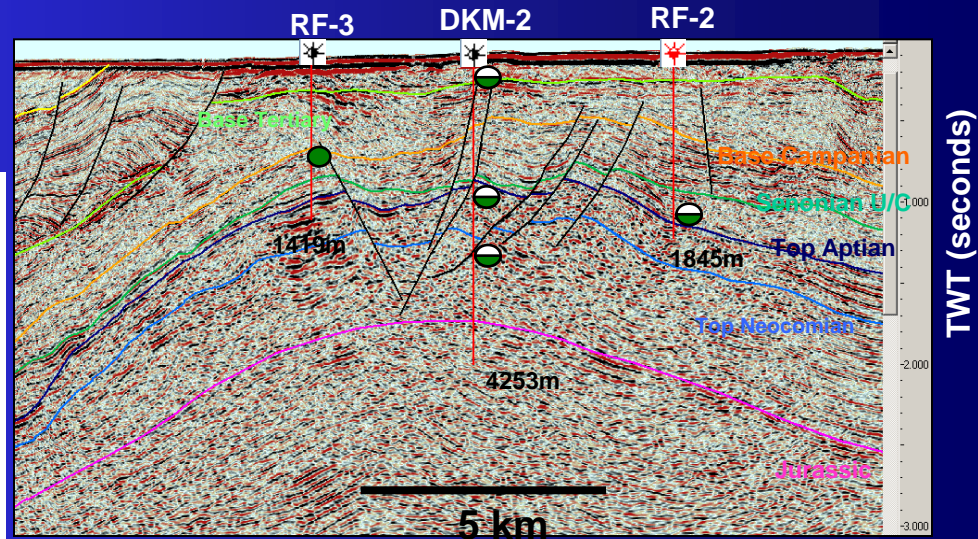 RF-3
DKM-2
RF-2
Base Tertiary
Base Campanian
Senonian U/C
-1.000
1419m
1845m
Top Aptian
Top Neocomian
-2.000
4253m
Jurassic
5 km
-3.000
TWT (seconds)